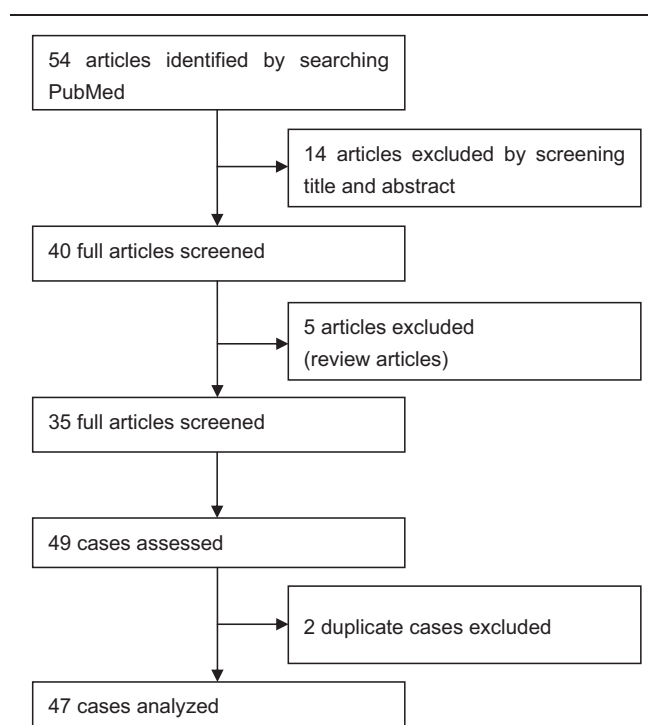 54 articles identified by searching
PubMed
14 articles excluded by screening
title and abstract
40 full articles screened
5 articles excluded
(review articles)
35 full articles screened
49 cases assessed
2 duplicate cases excluded
47 cases analyzed